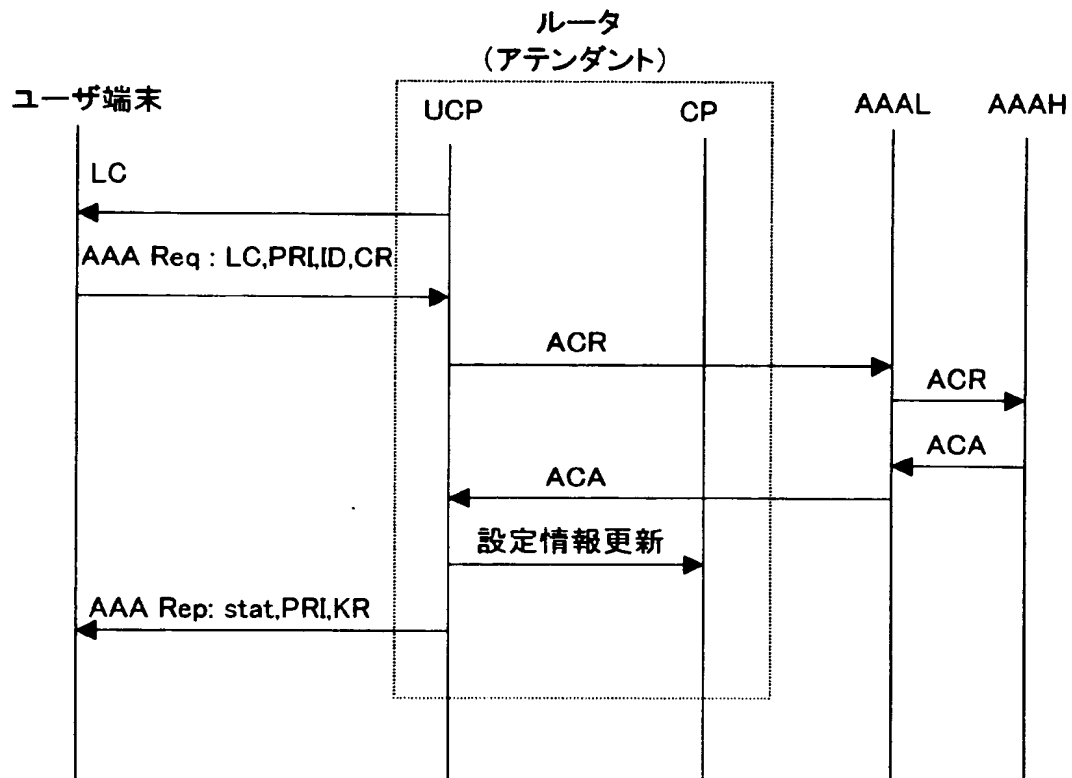 ルータ
(アテンダント)
ユーザ端末
UCP
CP
AAAL
AAAH
LC
AAA Req : LC,PRI,ID,CR
ACR
ACR
ACA
ACA
設定情報更新
AAA Rep: stat,PRI,KR